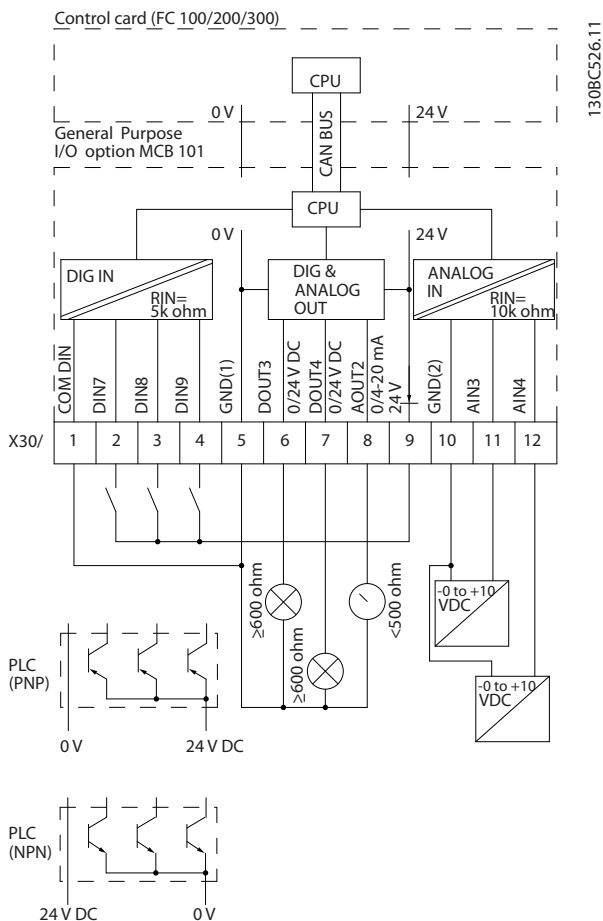 Control card (FC 100/200/300)
130BC526.11
CPU
0 V
24 V
CAN BUS
General Purpose
I/O option MCB 101
CPU
0 V
24 V
DIG IN
RIN=
5k ohm
DIG &
ANALOG
OUT
ANALOG
IN
RIN=
10k ohm
COM DIN
DIN7
DIN8
DIN9
GND(1)
DOUT3
0/24 V DC
DOUT4
0/24 V DC
AOUT2
0/4-20 mA
24 V
GND(2)
AIN3
AIN4
X30/
1
2
3
4
5
6
7
8
9
10
11
12
≥600 ohm
≥600 ohm
<500 ohm
-0 to +10
VDC
-0 to +10
VDC
PLC
(PNP)
0 V
24 V DC
PLC
(NPN)
24 V DC
0 V